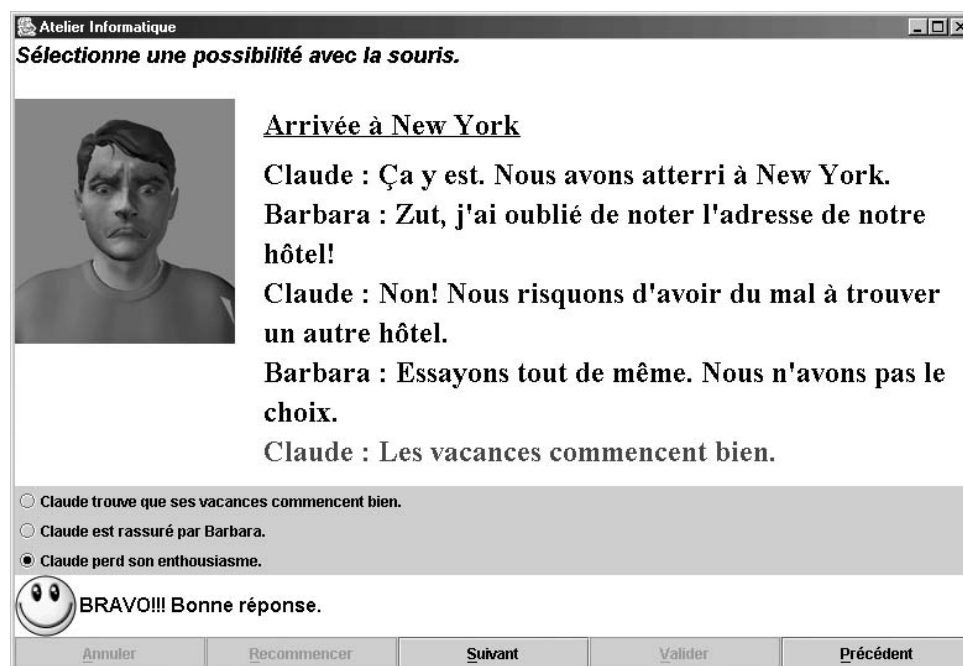 Atelier Informatique
Sélectionne une possibilité avec la souris.
Arrivée à New York
Claude : Ça y est. Nous avons atterri à New York.
Barbara : Zut, j'ai oublié de noter l'adresse de notre
hôtel!
Claude : Non! Nous risquons d'avoir du mal à trouver
un autre hôtel.
Barbara : Essayons tout de même. Nous n'avons pas le
choix.
Claude : Les vacances commencent bien.
Claude trouve que ses vacances commencent bien.
Claude est rassuré par Barbara.
Claude perd son enthousiasme.
BRAVO!!! Bonne réponse.
Annuler Recommencer Suivant Valider Précédent